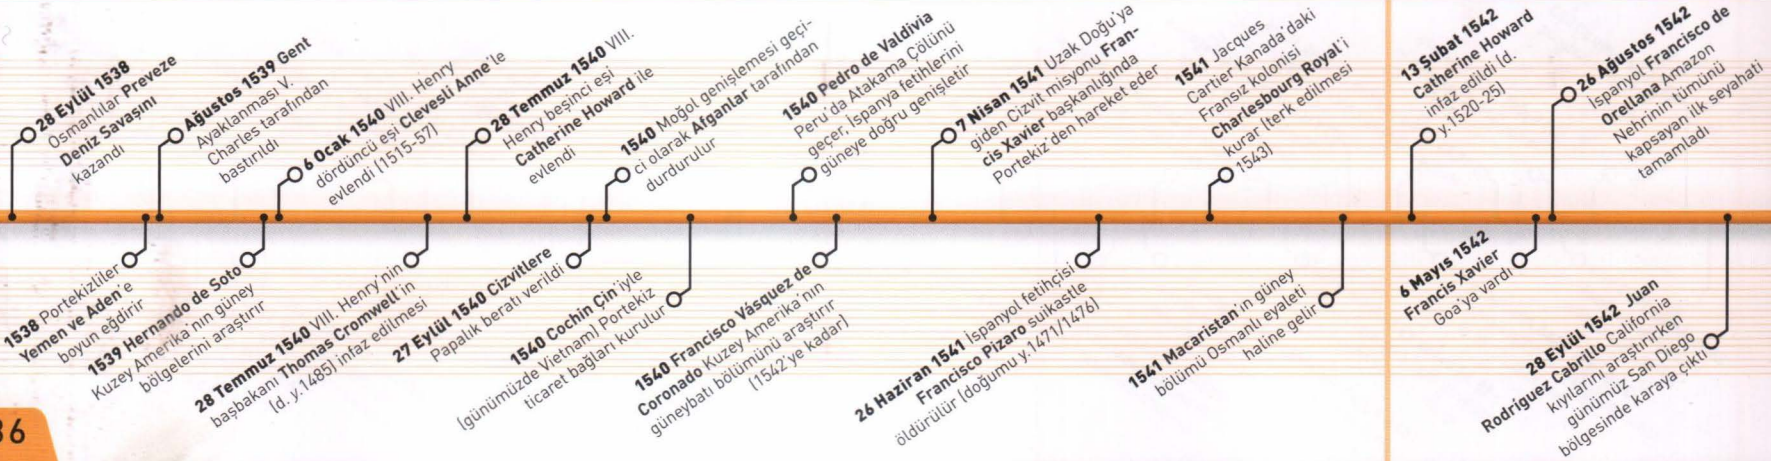 28 Eylül 1538
Osmanlılar Preveze
Deniz Savaşını
kazandı
Ağustos 1539 Gent
Ayaklanması V.
Charles tarafından
bastırıldı
6 Ocak 1540 VIII. Henry
dördüncü eşi Clevesli Anne'le
evlendi (1515-57)
28 Temmuz 1540 VIII.
Henry beşinci eşi
Catherine Howard ile
evlendi
1540 Moğol genişlemesi geçi-
ci olarak Afganlar tarafından
durdurulur
1540 Pedro de Valdivia
Peru'da Atakama Çölünü
geçer, İspanya fetihlerini
güneye doğru genişletir
7 Nisan 1541 Uzak Doğu'ya
giden Cizvit misyonu Fran-
cis Xavier başkanlığında
Portekiz'den hareket eder
1541 Jacques
Cartier Kanada'daki
Fransız kolonisi
Charlesbourg Royal'i
kurar (terk edilmesi
1543)
13 Şubat 1542
Catherine Howard
infaz edildi (d.
y.1520-25)
26 Ağustos 1542
İspanyol Francisco de
Orellana Amazon
Nehrinin tümünü
kapsayan ilk seyahati
tamamladı
1538 Portekizliler
Yemen ve Aden'e
boyun eğdirir
1539 Hernando de Soto
Kuzey Amerika'nın güney
bölgelerini araştırır
28 Temmuz 1540 VIII. Henry'nin
başbakanı Thomas Cromwell'in
(d. y.1485) infaz edilmesi
27 Eylül 1540 Cizvitlere
Papalık beratı verildi
1540 Cochin Çin'iyle
(günümüzde Vietnam) Portekiz
ticaret bağları kurulur
1540 Francisco Vásquez de
Coronado Kuzey Amerika'nın
güneybatı bölümünü araştırır
(1542'ye kadar)
26 Haziran 1541 İspanyol fetihçisi
Francisco Pizaro suikastle
öldürülür (doğumu y.1471/1476)
1541 Macaristan'ın güney
bölümü Osmanlı eyaleti
haline gelir
6 Mayıs 1542
Francis Xavier
Goa'ya vardı
28 Eylül 1542 Juan
Rodriguez Cabrillo California
kıyılarını araştırırken
günümüz San Diego
bölgesinde karaya çıktı
36